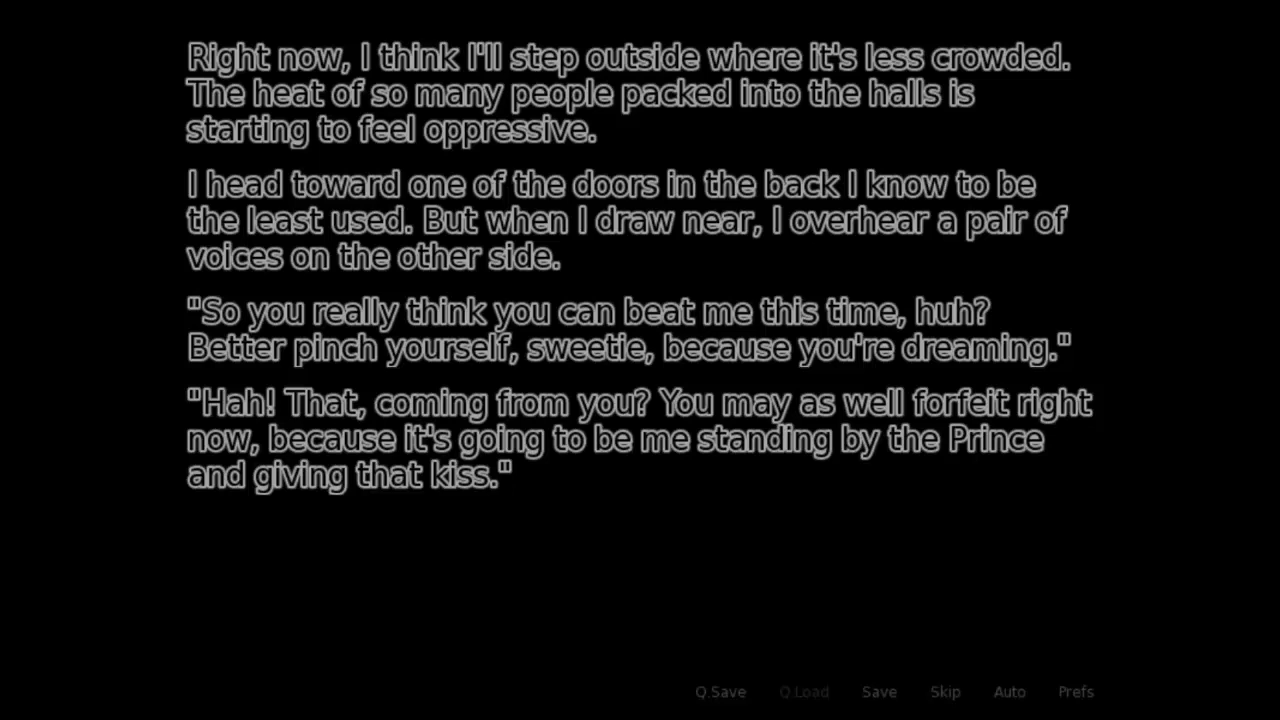 Right now, I think I'll step outside where it's less crowded.
The heat of so many people packed into the halls is
starting to feel oppressive.
I head toward one of the doors in the back I know to be
the least used. But when I draw near, I overhear a pair of
voices on the other side.
"So you really think you can beat me this time, huh?
Better pinch yourself, sweetie, because you're dreaming."
"Hah! That, coming from you? You may as well forfeit right
now, because it's going to be me standing by the Prince
and giving that kiss."
Q.Save Q.Load Save Skip Auto Prefs